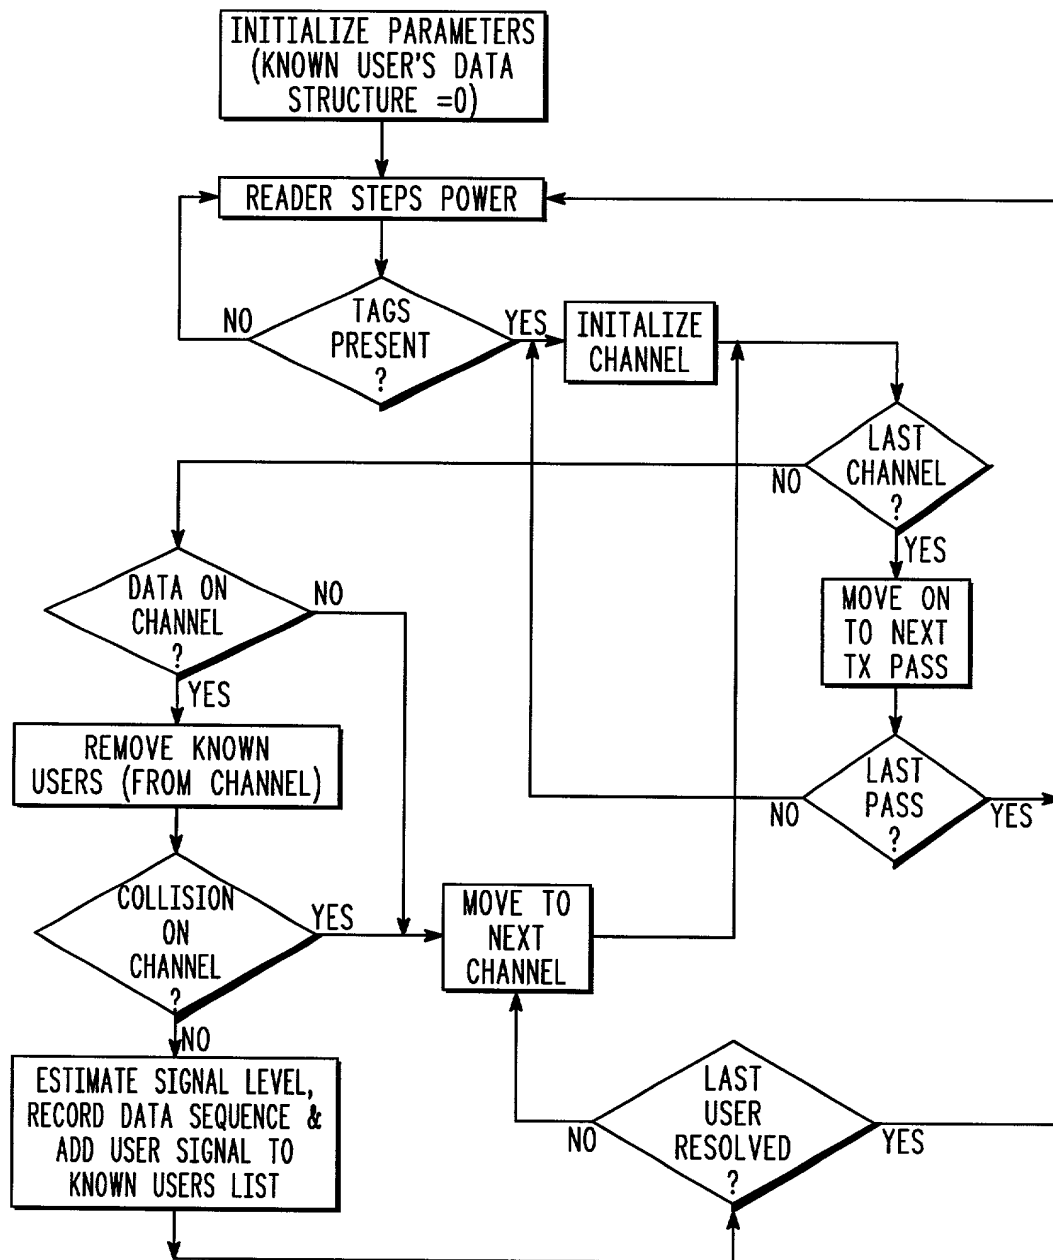 INITIALIZE PARAMETERS
(KNOWN USER'S DATA
STRUCTURE =0)
READER STEPS POWER
TAGS
PRESENT
?
NO
YES
INITALIZE
CHANNEL
LAST
CHANNEL
?
NO
YES
DATA ON
CHANNEL
?
NO
YES
MOVE ON
TO NEXT
TX PASS
REMOVE KNOWN
USERS (FROM CHANNEL)
LAST
PASS
?
NO
YES
COLLISION
ON
CHANNEL
?
YES
NO
MOVE TO
NEXT
CHANNEL
ESTIMATE SIGNAL LEVEL,
RECORD DATA SEQUENCE &
ADD USER SIGNAL TO
KNOWN USERS LIST
LAST
USER
RESOLVED
?
NO
YES